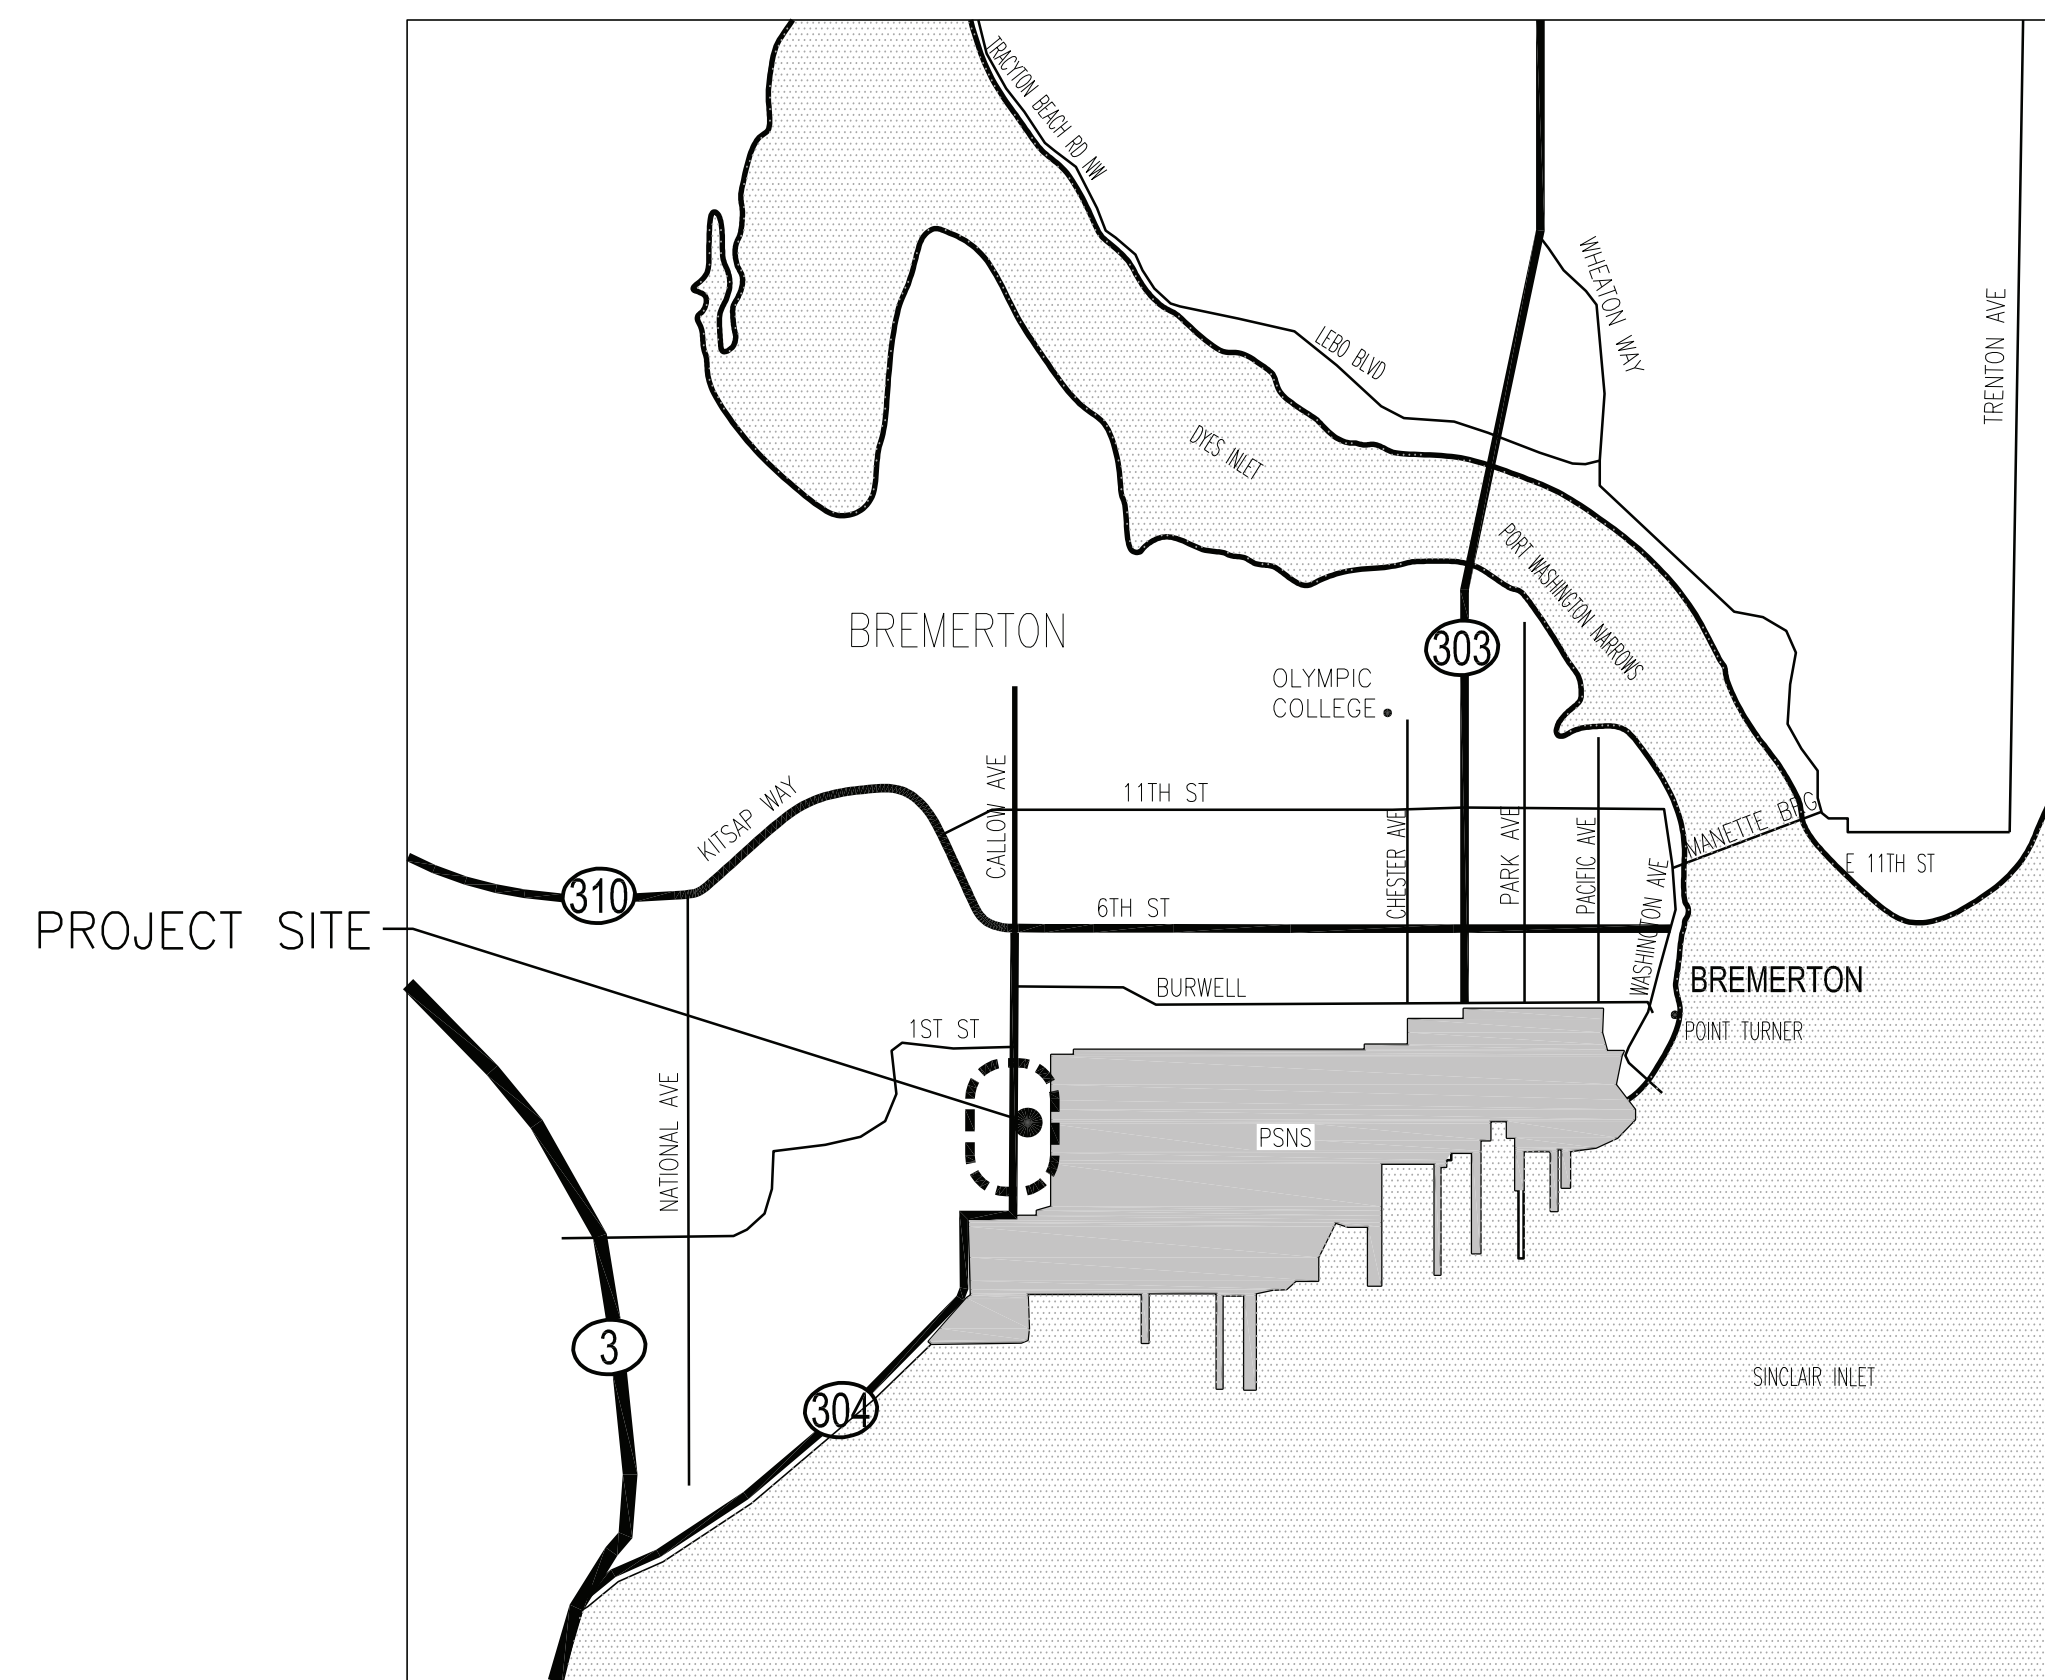 TRACYTON BEACH RD NW
WHEATON WAY
TRENTON AVE
LEBO BLVD
DYES INLET
PORT WASHINGTON NARROWS
BREMERTON
303
OLYMPIC
COLLEGE
CALLOW AVE
KITSAP WAY
11TH ST
CHESTER AVE
PARK AVE
PACIFIC AVE
MANETTE BRG
WASHINGTON AVE
E 11TH ST
310
PROJECT SITE
6TH ST
BREMERTON
BURWELL
1ST ST
POINT TURNER
NATIONAL AVE
PSNS
3
SINCLAIR INLET
304